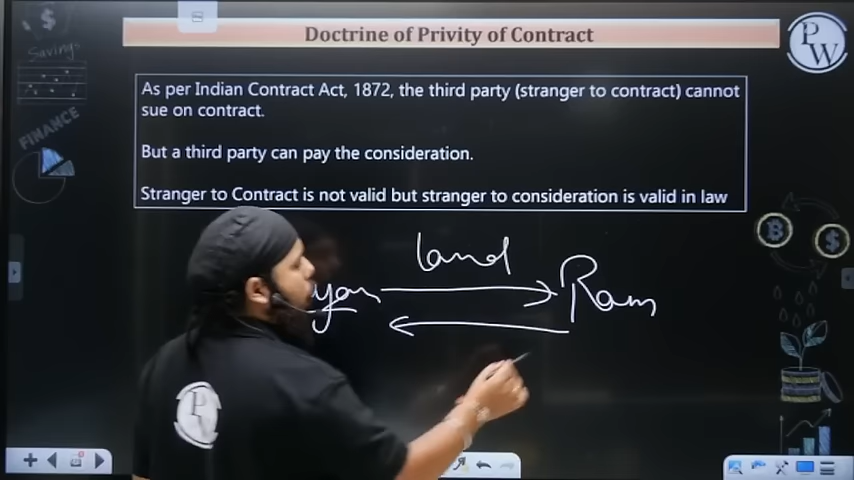 Doctrine of Privity of Contract
PW
Savings
As per Indian Contract Act, 1872, the third party (stranger to contract) cannot
sue on contract.
FINANCE
But a third party can pay the consideration.
Stranger to Contract is not valid but stranger to consideration is valid in law
land
Ram